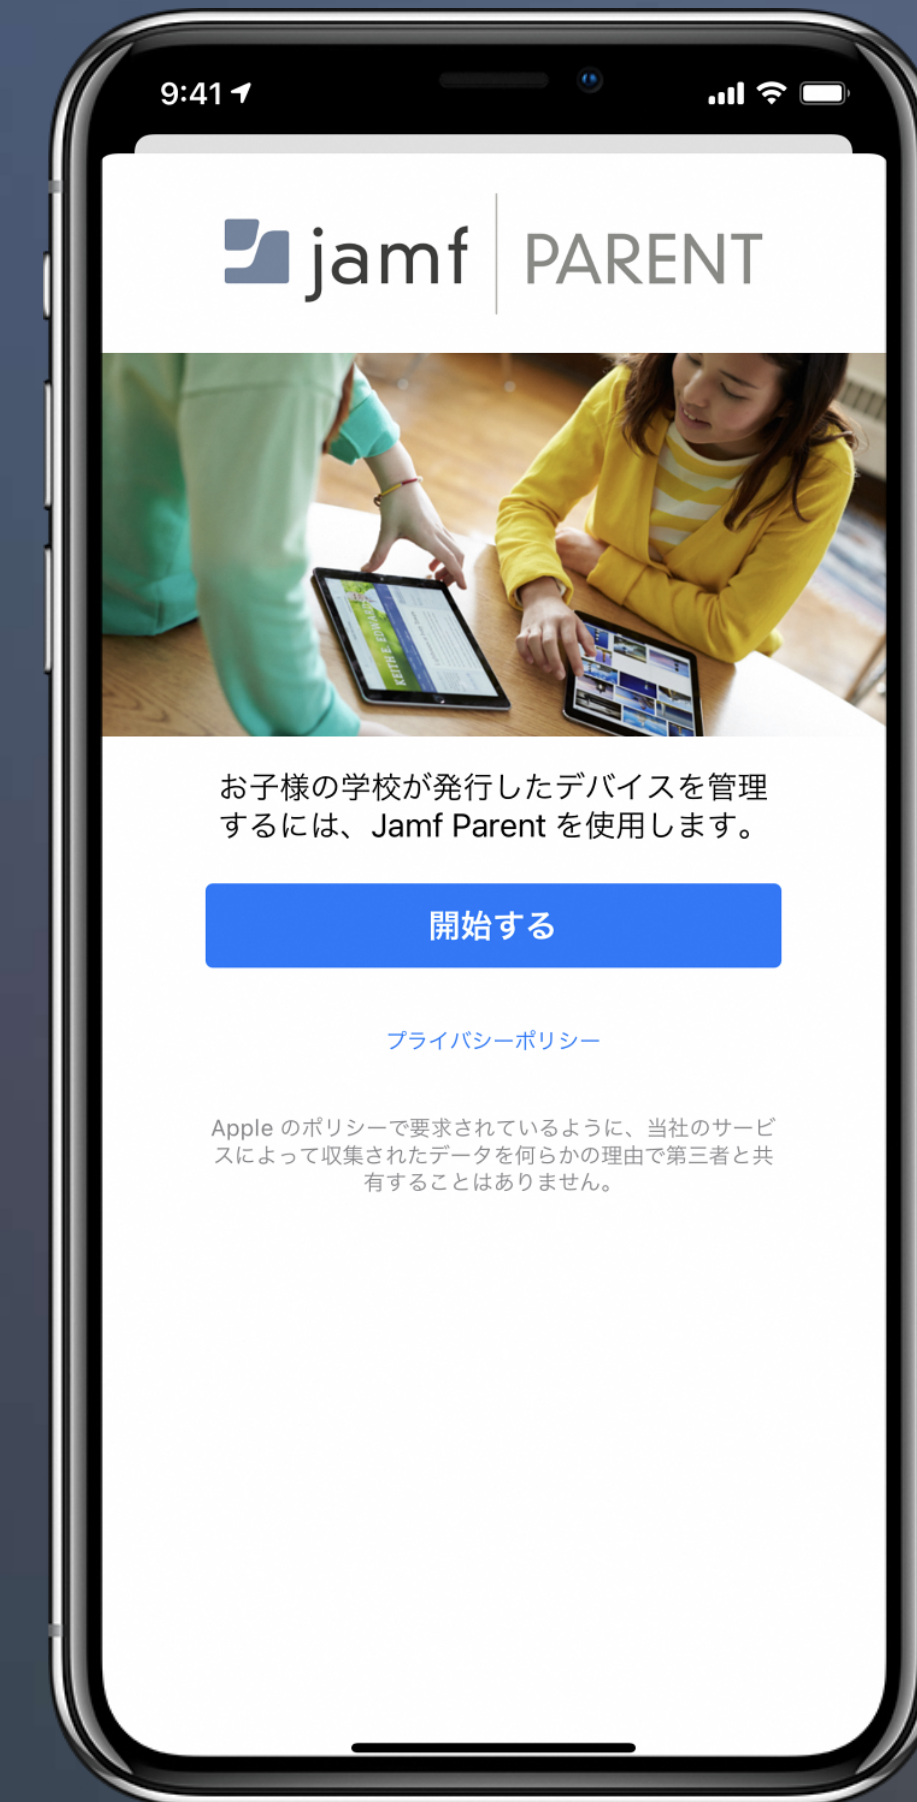 9:41
jamf | PARENT
KEITH E. EDWA
お子様の学校が発行したデバイスを管理
するには、Jamf Parent を使用します。
開始する
プライバシーポリシー
Apple のポリシーで要求されているように、当社のサービ
スによって収集されたデータを何らかの理由で第三者と共
有することはありません。